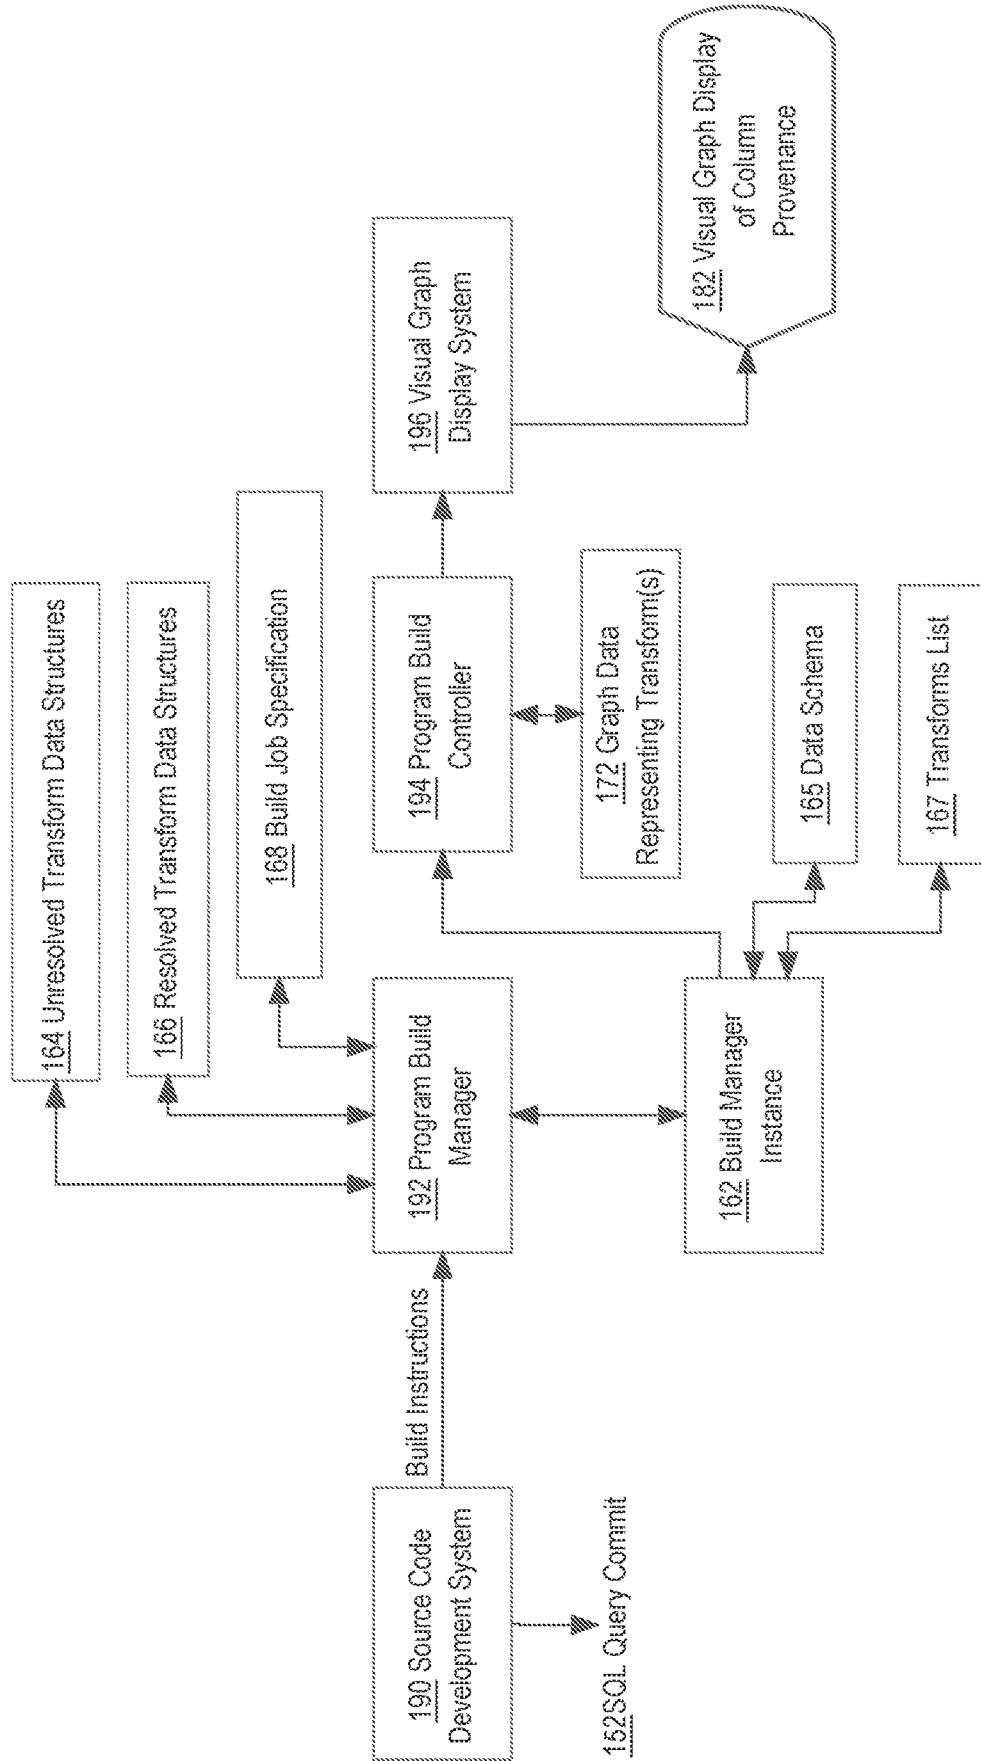 164 Unresolved Transform Data Structures
166 Resolved Transform Data Structures
168 Build Job Specification
190 Source Code
Development System
Build Instructions
192 Program Build
Manager
194 Program Build
Controller
196 Visual Graph
Display System
152SQL Query Commit
172 Graph Data
Representing Transform(s)
162 Build Manager
Instance
165 Data Schema
167 Transforms List
182 Visual Graph Display
of Column
Provenance